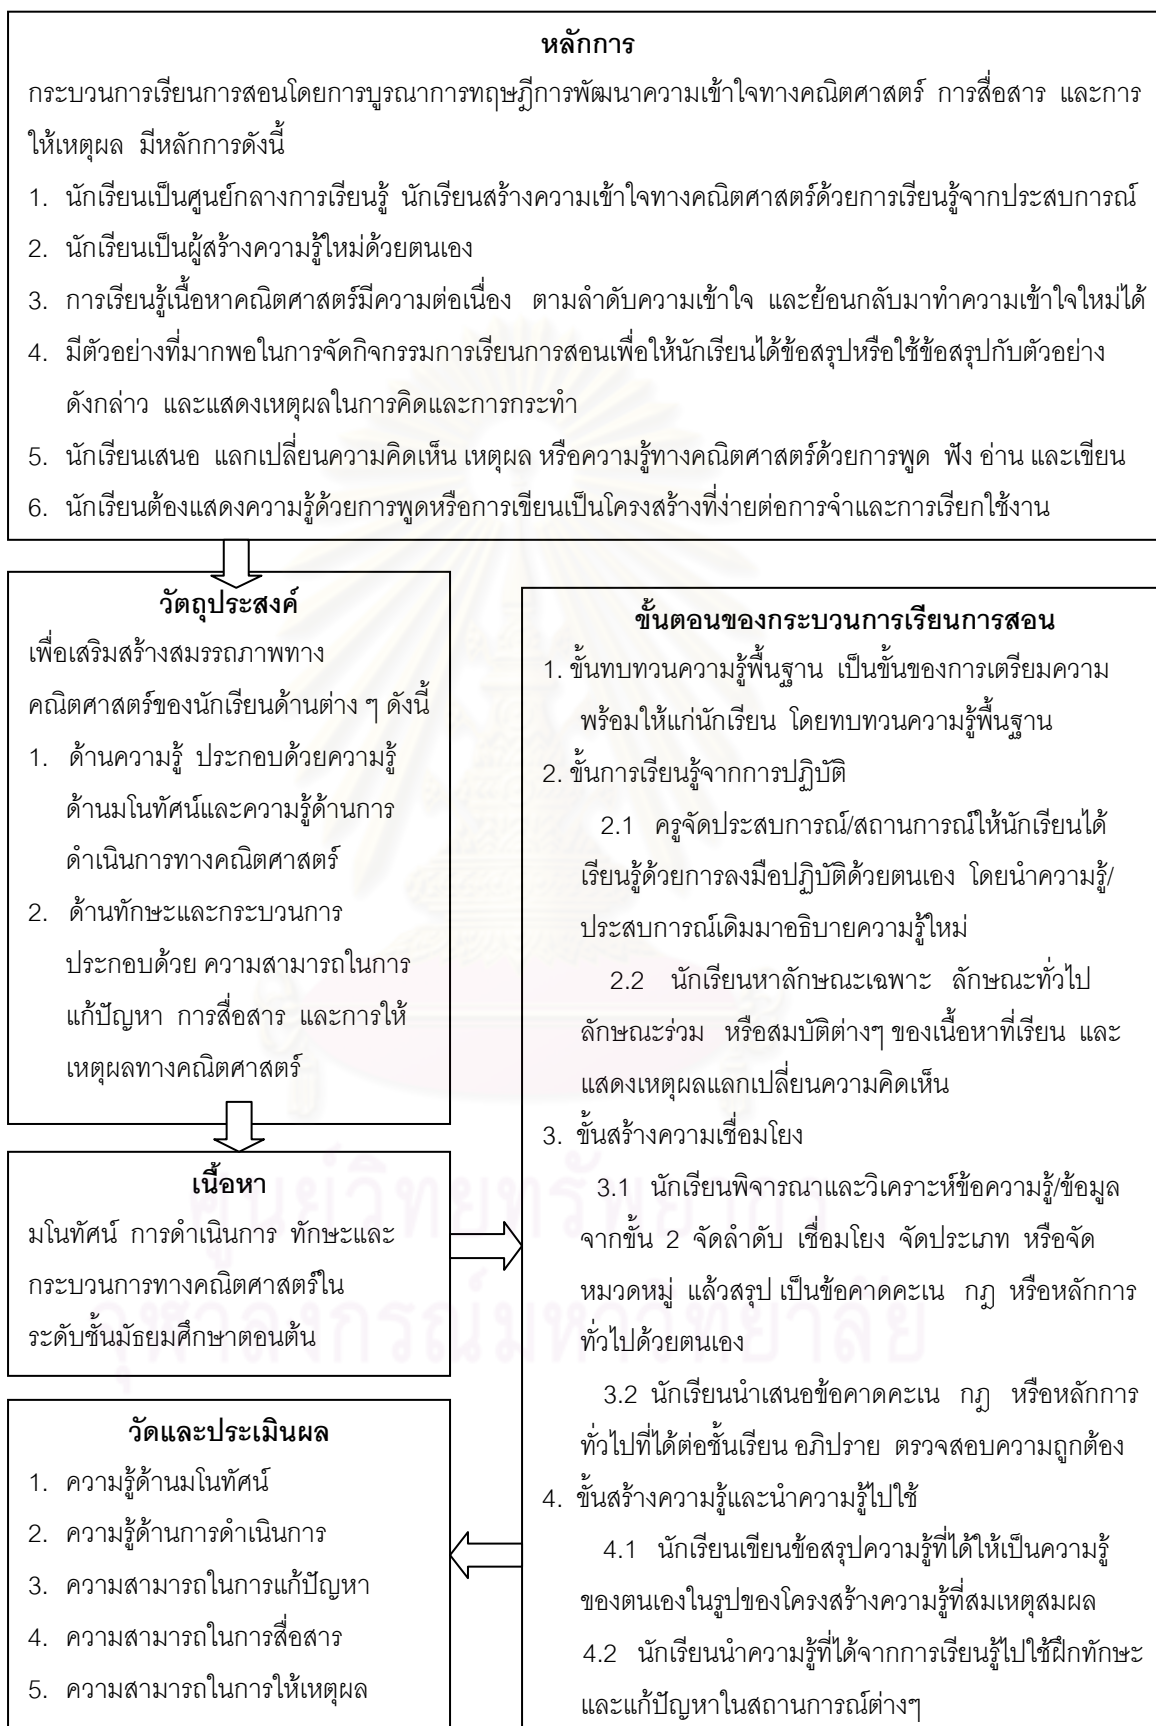 หลักการ
กระบวนการเรียนการสอนโดยการบูรณาการทฤษฎีการพัฒนาความเข้าใจทางคณิตศาสตร์ การสื่อสาร และการ
ให้เหตุผล มีหลักการดังนี้
1. นักเรียนเป็นศูนย์กลางการเรียนรู้ นักเรียนสร้างความเข้าใจทางคณิตศาสตร์ด้วยการเรียนรู้จากประสบการณ์
2. นักเรียนเป็นผู้สร้างความรู้ใหม่ด้วยตนเอง
3. การเรียนรู้เนื้อหาคณิตศาสตร์มีความต่อเนื่อง ตามลำดับความเข้าใจ และย้อนกลับมาทำความเข้าใจใหม่ได้
4. มีตัวอย่างที่มากพอในการจัดกิจกรรมการเรียนการสอนเพื่อให้นักเรียนได้ข้อสรุปหรือใช้ข้อสรุปกับตัวอย่าง
ดังกล่าว และแสดงเหตุผลในการคิดและการกระทำ
5. นักเรียนเสนอ แลกเปลี่ยนความคิดเห็น เหตุผล หรือความรู้ทางคณิตศาสตร์ด้วยการพูด ฟัง อ่าน และเขียน
6. นักเรียนต้องแสดงความรู้ด้วยการพูดหรือการเขียนเป็นโครงสร้างที่ง่ายต่อการจำและการเรียกใช้งาน
วัตถุประสงค์
เพื่อเสริมสร้างสมรรถภาพทาง
คณิตศาสตร์ของนักเรียนด้านต่าง ๆ ดังนี้
1. ด้านความรู้ ประกอบด้วยความรู้
ด้านมโนทัศน์และความรู้ด้านการ
ดำเนินการทางคณิตศาสตร์
2. ด้านทักษะและกระบวนการ
ประกอบด้วย ความสามารถในการ
แก้ปัญหา การสื่อสาร และการให้
เหตุผลทางคณิตศาสตร์
เนื้อหา
มโนทัศน์ การดำเนินการ ทักษะและ
กระบวนการทางคณิตศาสตร์ใน
ระดับชั้นมัธยมศึกษาตอนต้น
ขั้นตอนของกระบวนการเรียนการสอน
1. ขั้นทบทวนความรู้พื้นฐาน เป็นขั้นของการเตรียมความ
พร้อมให้แก่นักเรียน โดยทบทวนความรู้พื้นฐาน
2. ขั้นการเรียนรู้จากการปฏิบัติ
2.1 ครูจัดประสบการณ์/สถานการณ์ให้นักเรียนได้
เรียนรู้ด้วยการลงมือปฏิบัติด้วยตนเอง โดยนำความรู้/
ประสบการณ์เดิมมาอธิบายความรู้ใหม่
2.2 นักเรียนหาลักษณะเฉพาะ ลักษณะทั่วไป
ลักษณะร่วม หรือสมบัติต่างๆ ของเนื้อหาที่เรียน และ
แสดงเหตุผลแลกเปลี่ยนความคิดเห็น
3. ขั้นสร้างความเชื่อมโยง
3.1 นักเรียนพิจารณาและวิเคราะห์ข้อความรู้/ข้อมูล
จากขั้น 2 จัดลำดับ เชื่อมโยง จัดประเภท หรือจัด
หมวดหมู่ แล้วสรุป เป็นข้อคาดคะเน กฎ หรือหลักการ
ทั่วไปด้วยตนเอง
3.2 นักเรียนนำเสนอข้อคาดคะเน กฎ หรือหลักการ
ทั่วไปที่ได้ต่อชั้นเรียน อภิปราย ตรวจสอบความถูกต้อง
4. ขั้นสร้างความรู้และนำความรู้ไปใช้
4.1 นักเรียนเขียนข้อสรุปความรู้ที่ได้ให้เป็นความรู้
ของตนเองในรูปของโครงสร้างความรู้ที่สมเหตุสมผล
4.2 นักเรียนนำความรู้ที่ได้จากการเรียนรู้ไปใช้ฝึกทักษะ
และแก้ปัญหาในสถานการณ์ต่างๆ
วัดและประเมินผล
1. ความรู้ด้านมโนทัศน์
2. ความรู้ด้านการดำเนินการ
3. ความสามารถในการแก้ปัญหา
4. ความสามารถในการสื่อสาร
5. ความสามารถในการให้เหตุผล
ศูนย์วิทยทรัพยากร
จุฬาลงกรณ์มหาวิทยาลัย